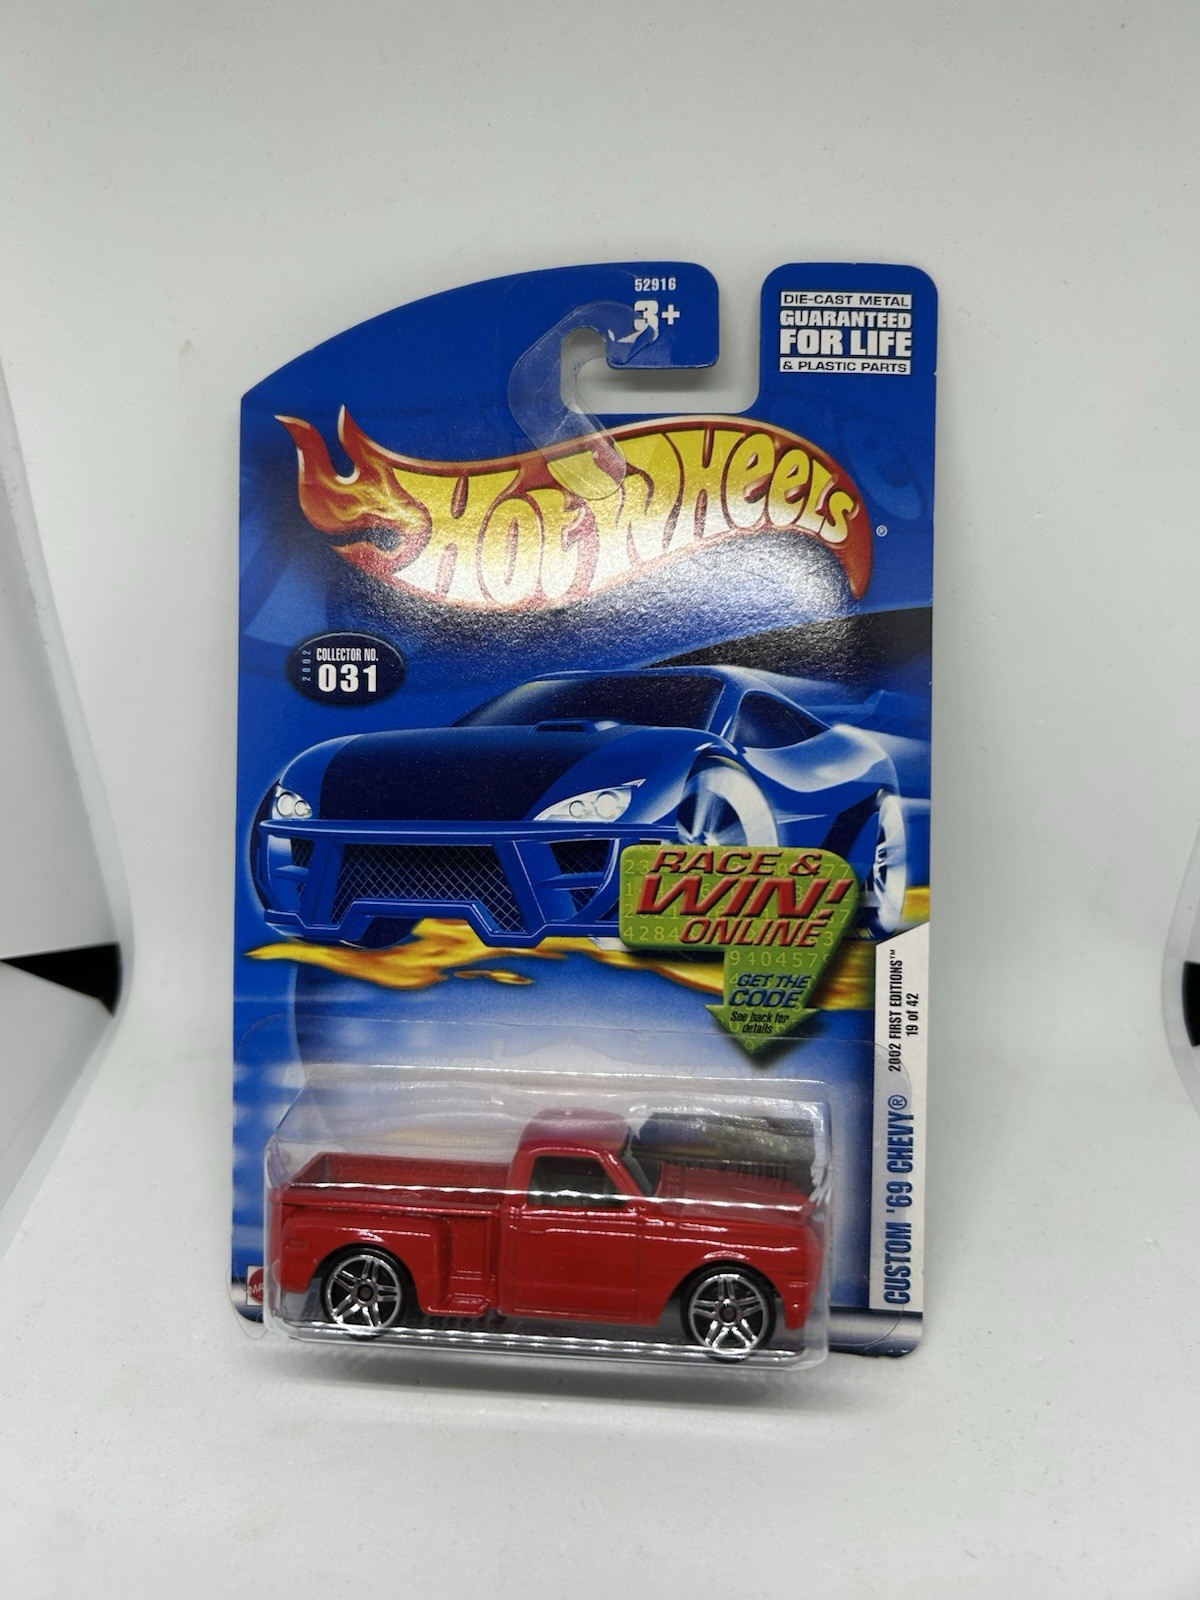 52916
3+
DIE-CAST METAL
GUARANTEED
FOR LIFE
& PLASTIC PARTS
HOT WHEELS®
2002
COLLECTOR NO.
031
RACE &
WIN!
ONLINE
GET THE
CODE
See back for
details
2002 FIRST EDITIONS™
19 of 42
CUSTOM '69 CHEVY®